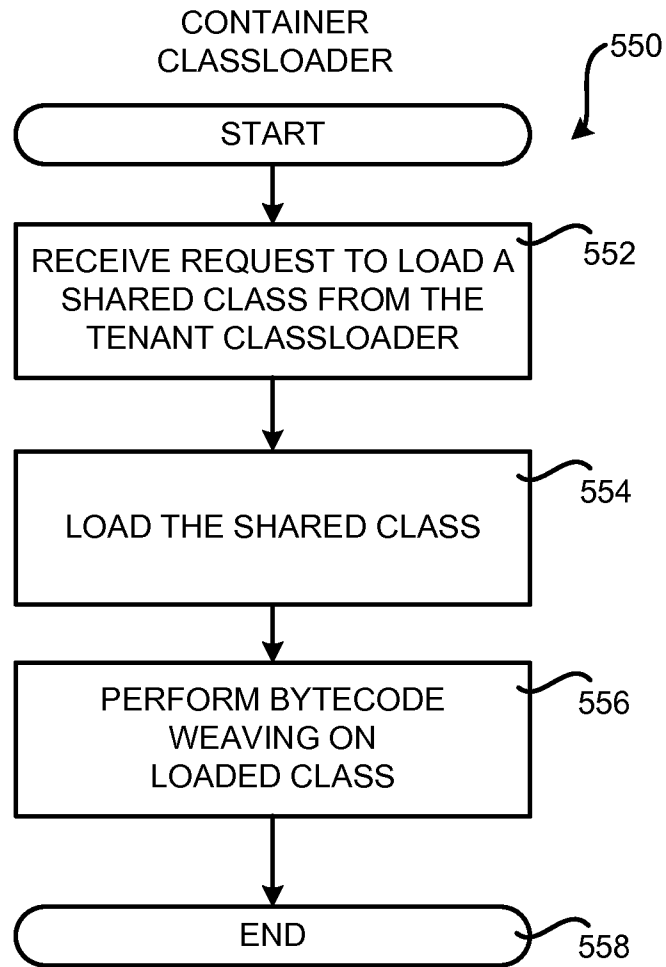 CONTAINER
CLASSLOADER
550
START
RECEIVE REQUEST TO LOAD A
SHARED CLASS FROM THE
TENANT CLASSLOADER
552
LOAD THE SHARED CLASS
554
PERFORM BYTECODE
WEAVING ON
LOADED CLASS
556
END
558